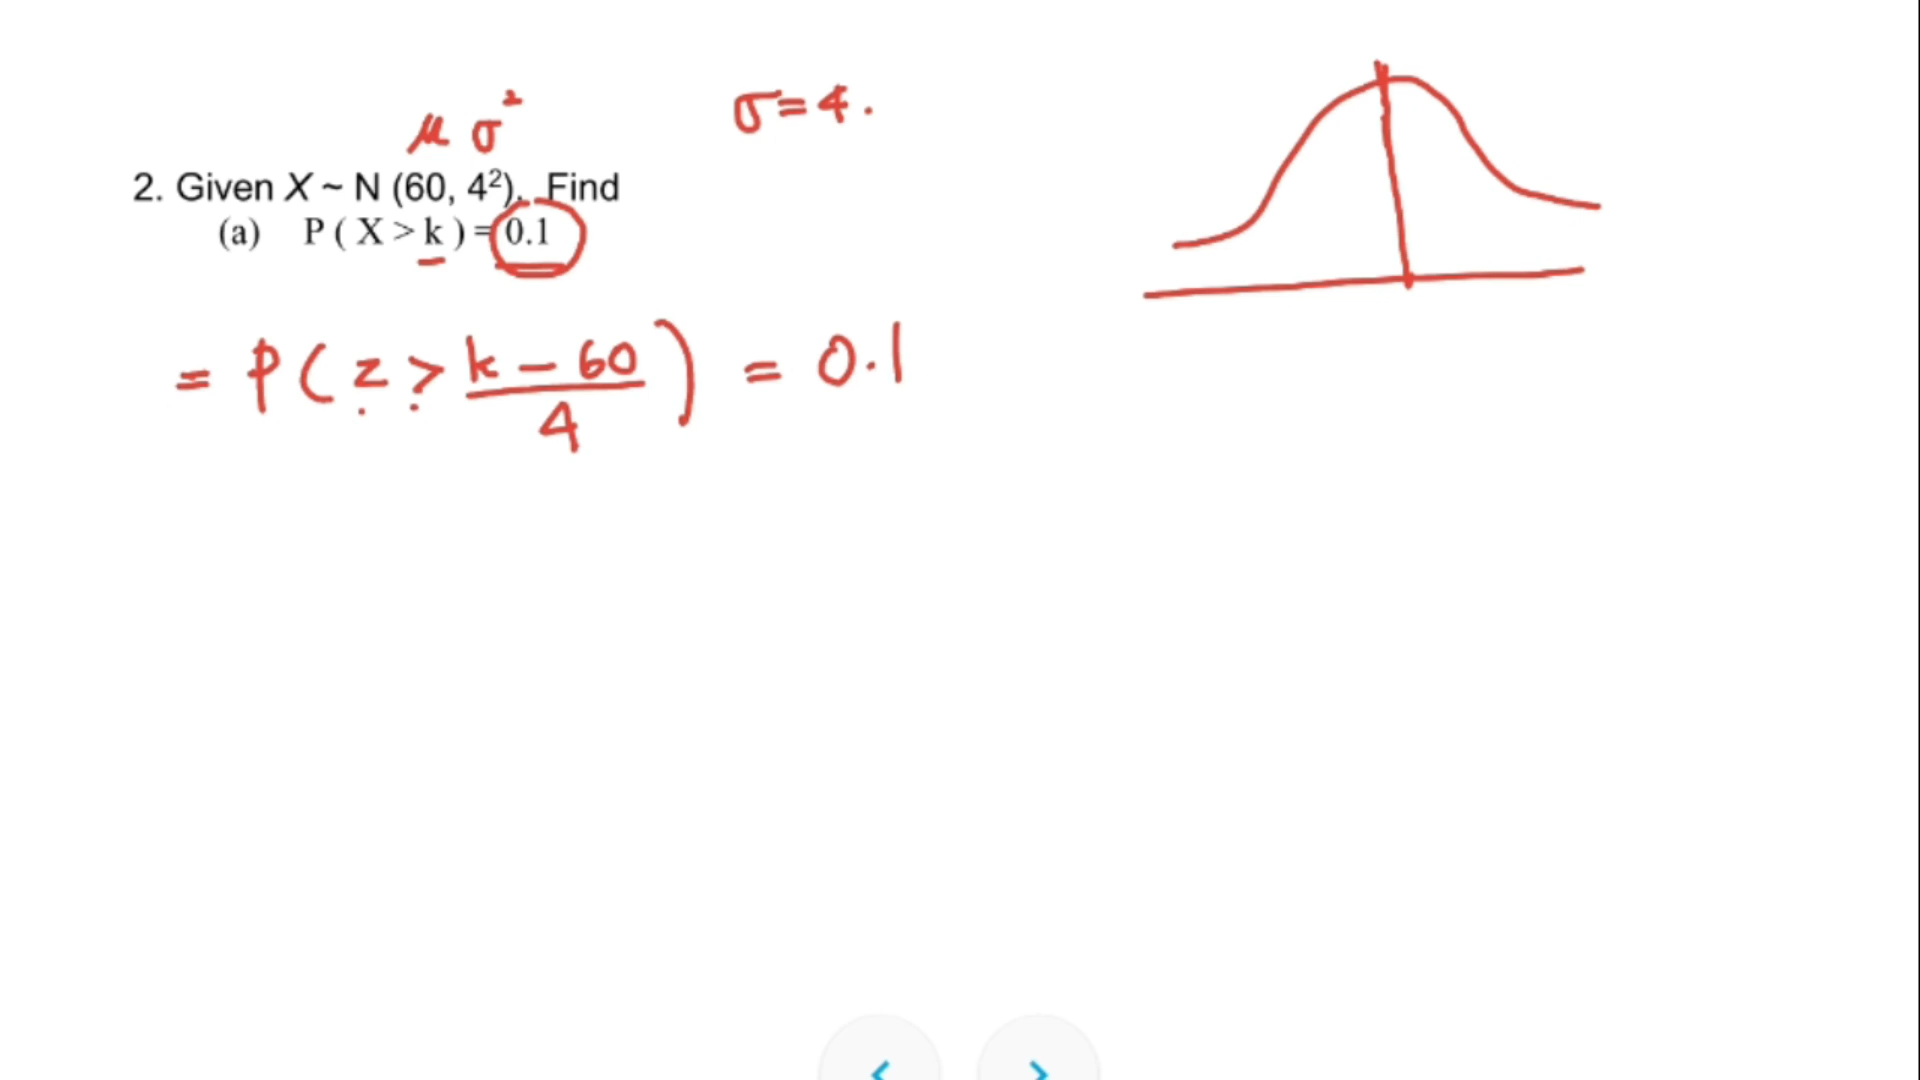 μ σ²
σ = 4.
2. Given X ~ N (60, 4²). Find
(a) P ( X > k ) = 0.1
= P( z > k - 60 / 4 ) = 0.1